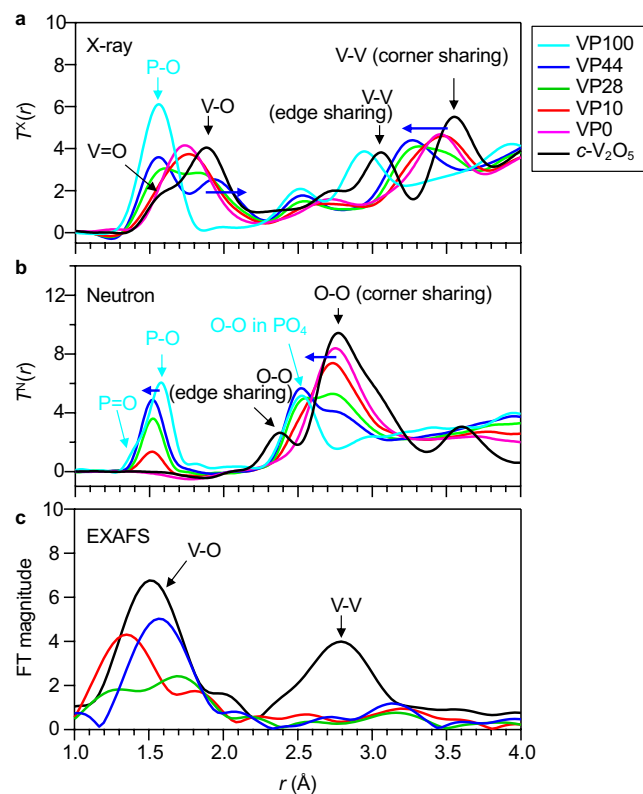 a
X-ray
T^X(r)
10
8
6
4
2
0
P-O
V=O
V-O
V-V (corner sharing)
V-V
(edge sharing)
VP100
VP44
VP28
VP10
VP0
c-V₂O₅
b
Neutron
T^N(r)
12
8
4
0
P=O
P-O
O-O in PO₄
O-O (corner sharing)
O-O
(edge sharing)
c
EXAFS
FT magnitude
10
8
6
4
2
0
V-O
V-V
1.0 1.5 2.0 2.5 3.0 3.5 4.0
r (Å)